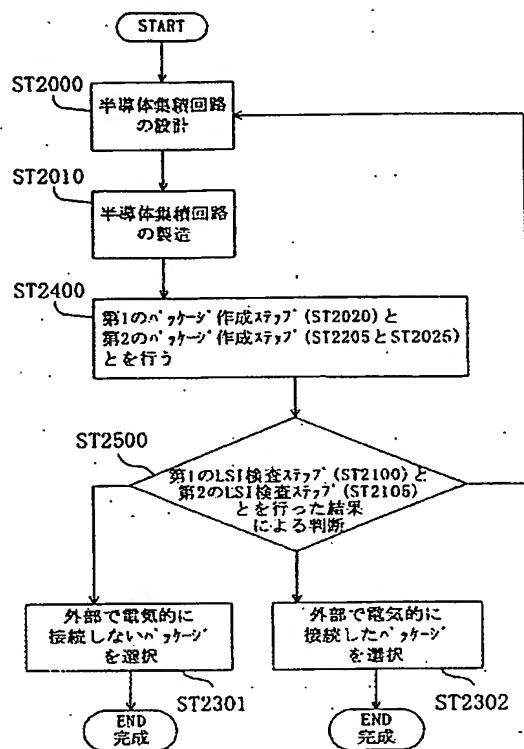 START
ST2000
半導体集積回路
の設計
ST2010
半導体集積回路
の製造
ST2400
第1のパッケージ作成ステップ(ST2020)と
第2のパッケージ作成ステップ(ST2205とST2025)
とを行う
ST2500
第1のLSI検査ステップ(ST2100)と
第2のLSI検査ステップ(ST2105)
とを行った結果
による判断
外部で電気的に
接続しないパッケージ
を選択
ST2301
END
完成
外部で電気的に
接続したパッケージ
を選択
ST2302
END
完成